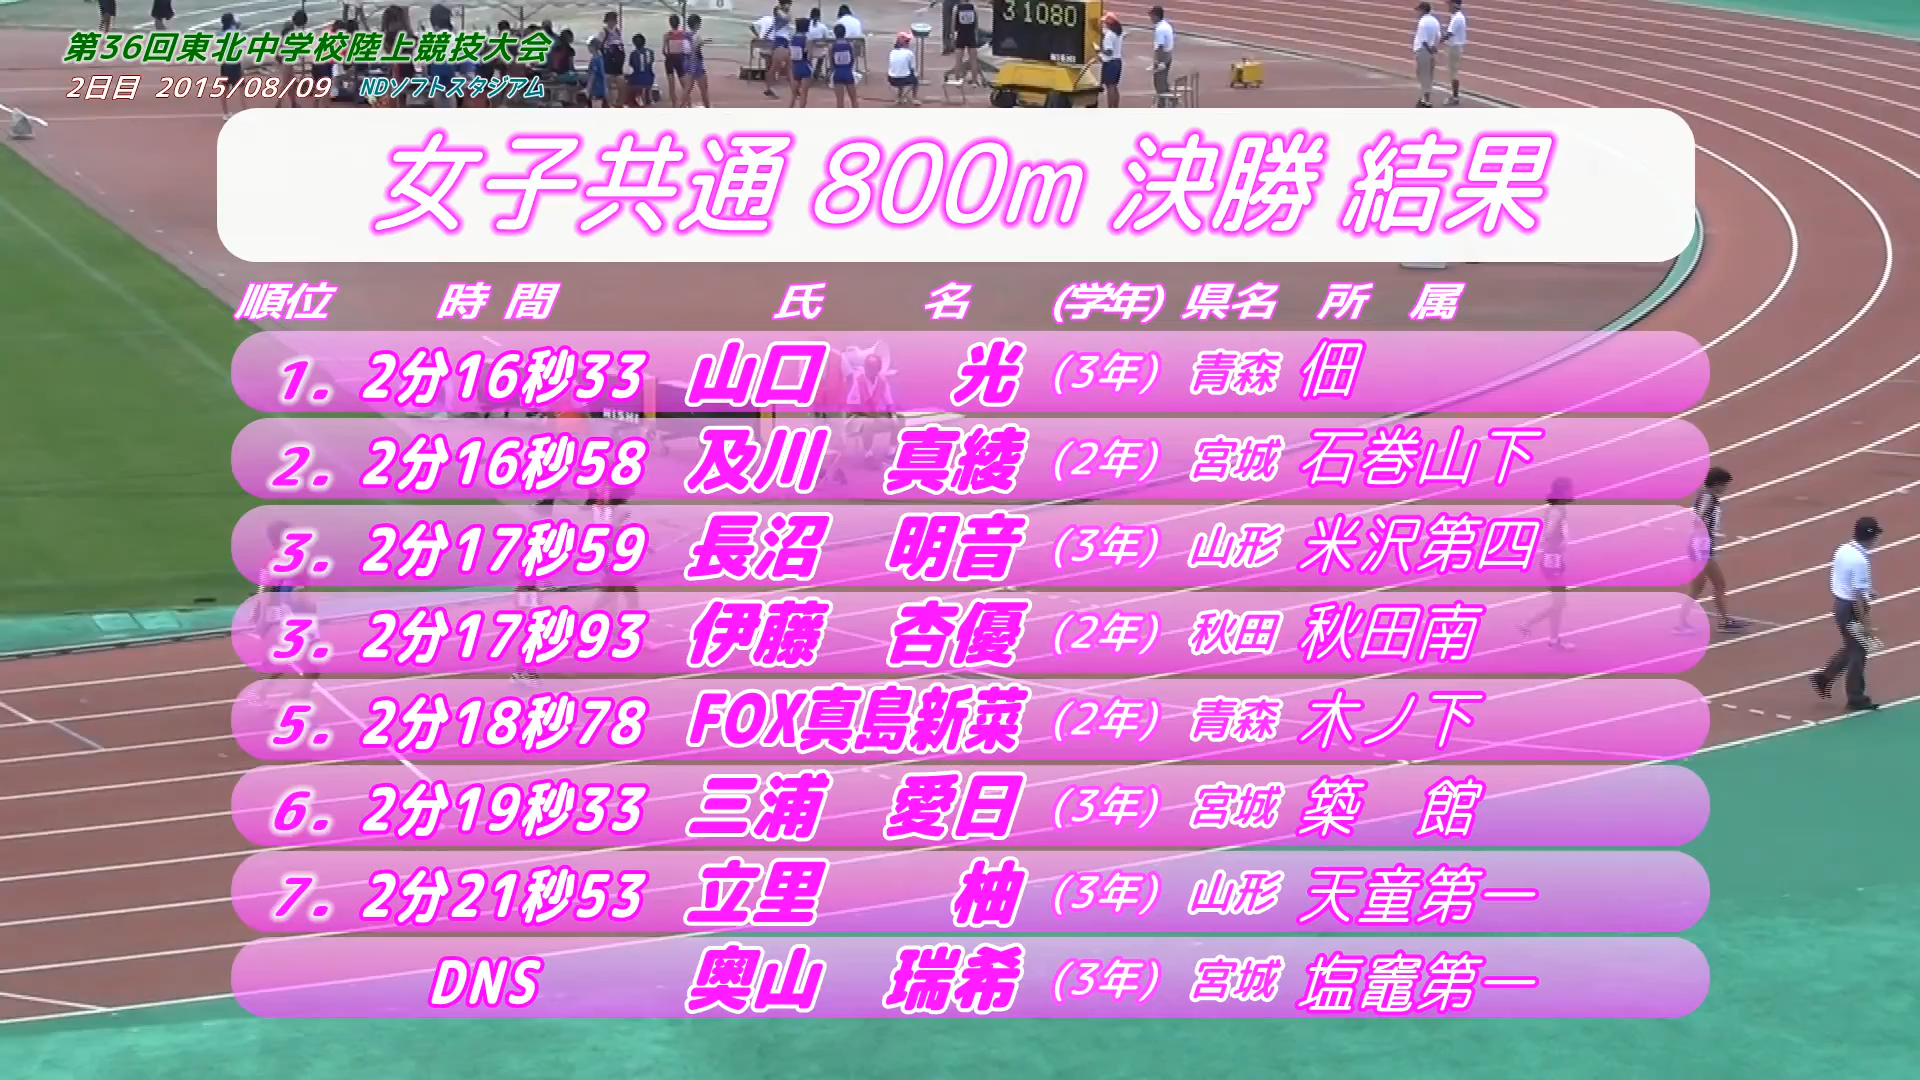 第36回東北中学校陸上競技大会
2日目 2015/08/09 NDソフトスタジアム
31080
女子共通 800m 決勝 結果
順位 時間 氏名 (学年) 県名 所属
1. 2分16秒33 山口 光 (3年) 青森 佃
2. 2分16秒58 及川 真綾 (2年) 宮城 石巻山下
3. 2分17秒59 長沼 明音 (3年) 山形 米沢第四
3. 2分17秒93 伊藤 杏優 (2年) 秋田 秋田南
5. 2分18秒78 FOX真島新菜 (2年) 青森 木ノ下
6. 2分19秒33 三浦 愛日 (3年) 宮城 築館
7. 2分21秒53 立里 柚 (3年) 山形 天童第一
DNS 奥山 瑞希 (3年) 宮城 塩竈第一
NISHI